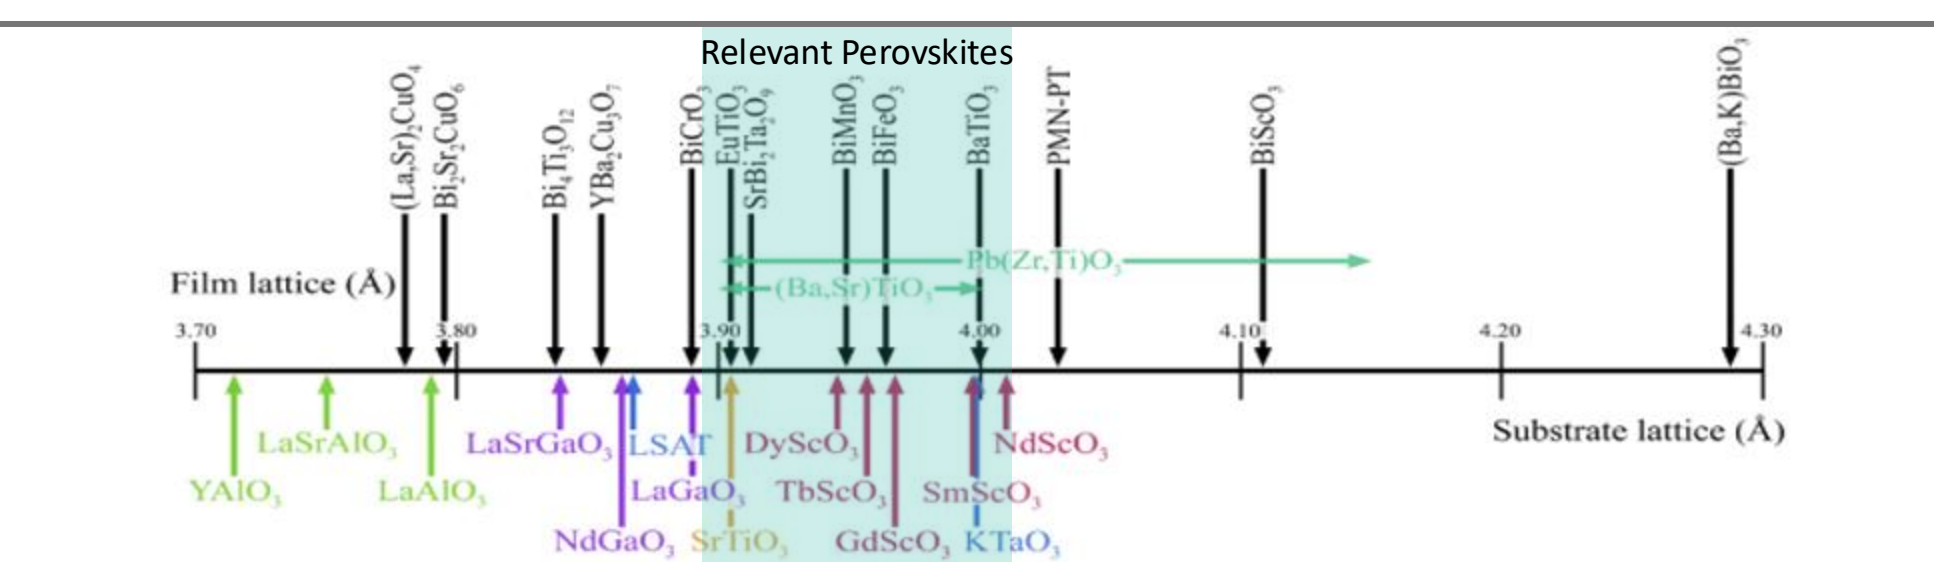 Relevant Perovskites
(La,Sr)₂CuO₄
Bi₂Sr₂CuO₆
Bi₄Ti₃O₁₂
YBa₂Cu₃O₇
BiCrO₃
EuTiO₃
SrBi₂Ta₂O₉
BiMnO₃
BiFeO₃
BaTiO₃
PMN-PT
BiScO₃
(Ba,K)BiO₃
Pb(Zr,Ti)O₃
Film lattice (Å)
(Ba,Sr)TiO₃
3.70 3.80 3.90 4.00 4.10 4.20 4.30
Substrate lattice (Å)
LaSrAlO₃ LaSrGaO₃ LSAT DyScO₃ NdScO₃
YAlO₃ LaAlO₃ LaGaO₃ TbScO₃ SmScO₃
NdGaO₃ SrTiO₃ GdScO₃ KTaO₃